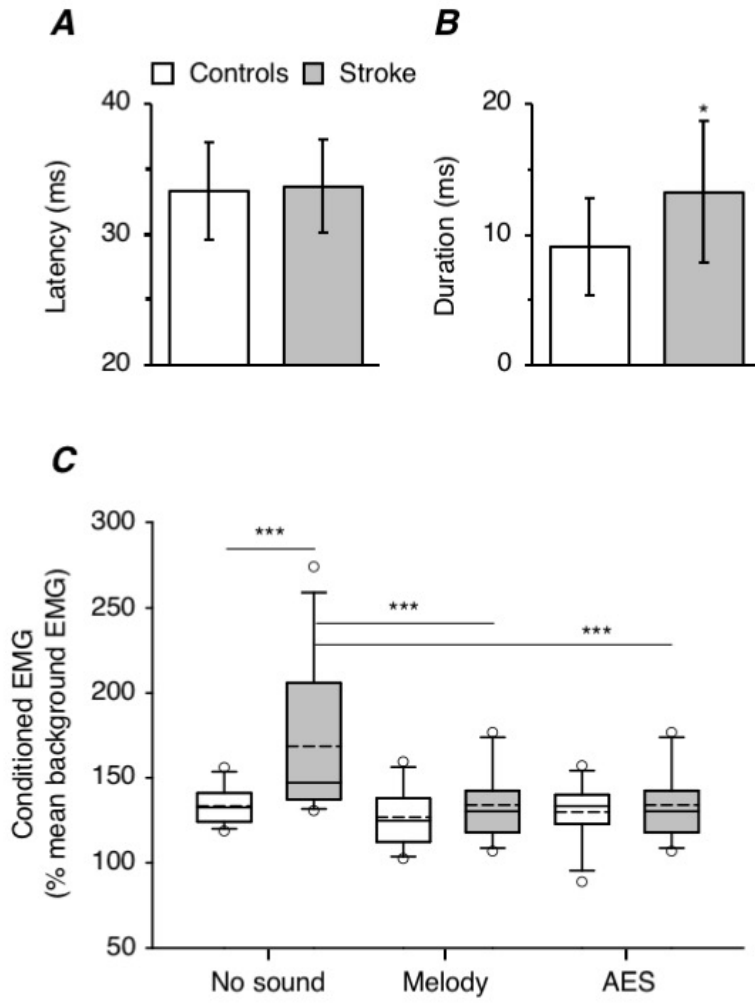 A
B
Controls Stroke
40
30
20
Latency (ms)
20
*
10
0
Duration (ms)
C
300
250
200
150
100
50
Conditioned EMG
(% mean background EMG)
***
***
***
No sound Melody AES